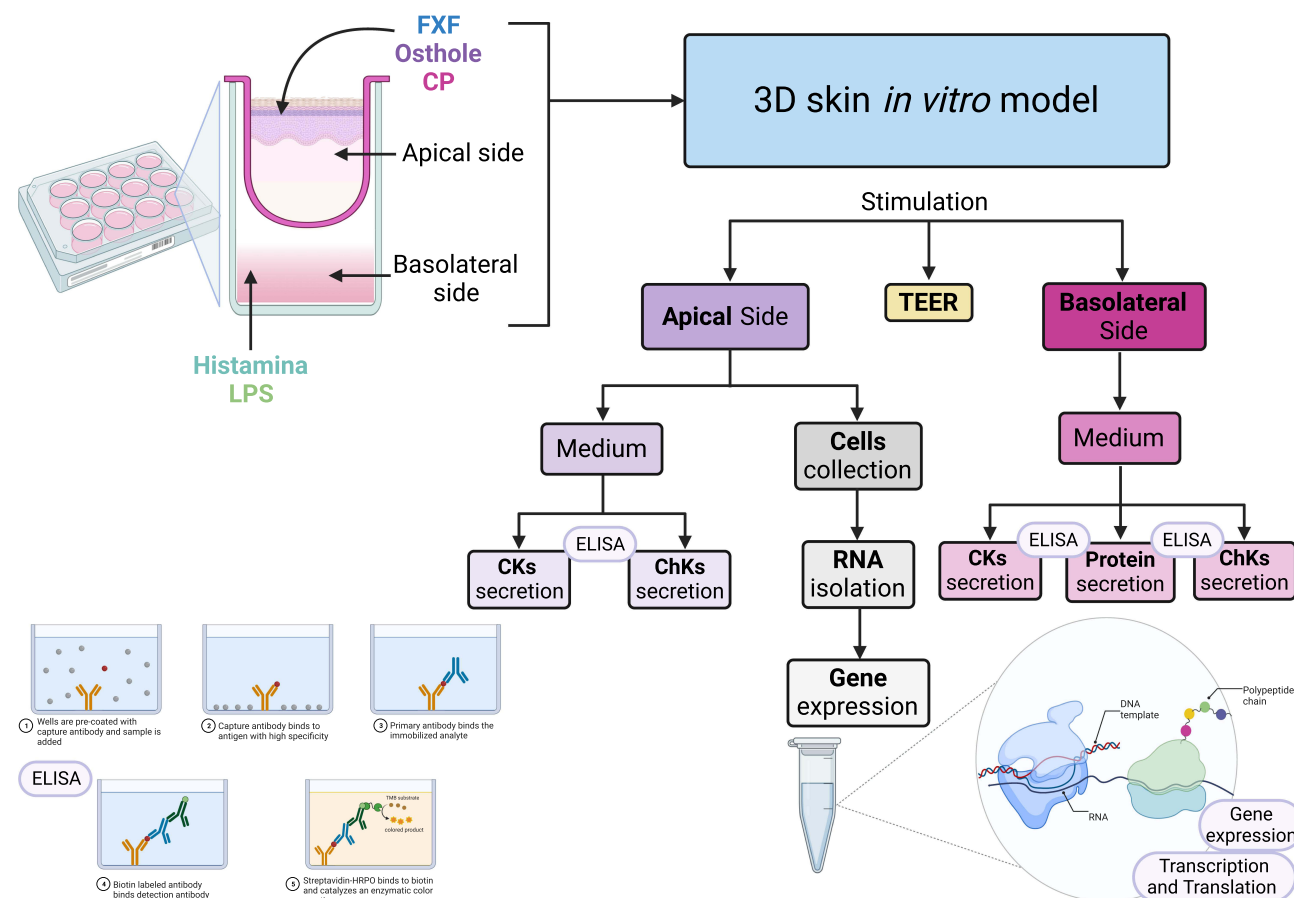 FXF
Osthole
CP
Apical side
Basolateral
side
Histamina
LPS
3D skin in vitro model
Stimulation
Apical Side
TEER
Basolateral
Side
Medium
Cells
collection
Medium
ELISA
CKs
secretion
ChKs
secretion
RNA
isolation
ELISA
ELISA
CKs
secretion
Protein
secretion
ChKs
secretion
Gene
expression
1
Wells are pre-coated with
capture antibody and sample is
added
2
Capture antibody binds to
antigen with high specificity
3
Primary antibody binds the
immobilized analyte
ELISA
4
Biotin labeled antibody
binds detection antibody
TMB substrate
colored product
5
Streptavidin-HRPO binds to biotin
and catalyzes an enzymatic color
DNA
template
RNA
Polypeptide
chain
Gene
expression
Transcription
and Translation